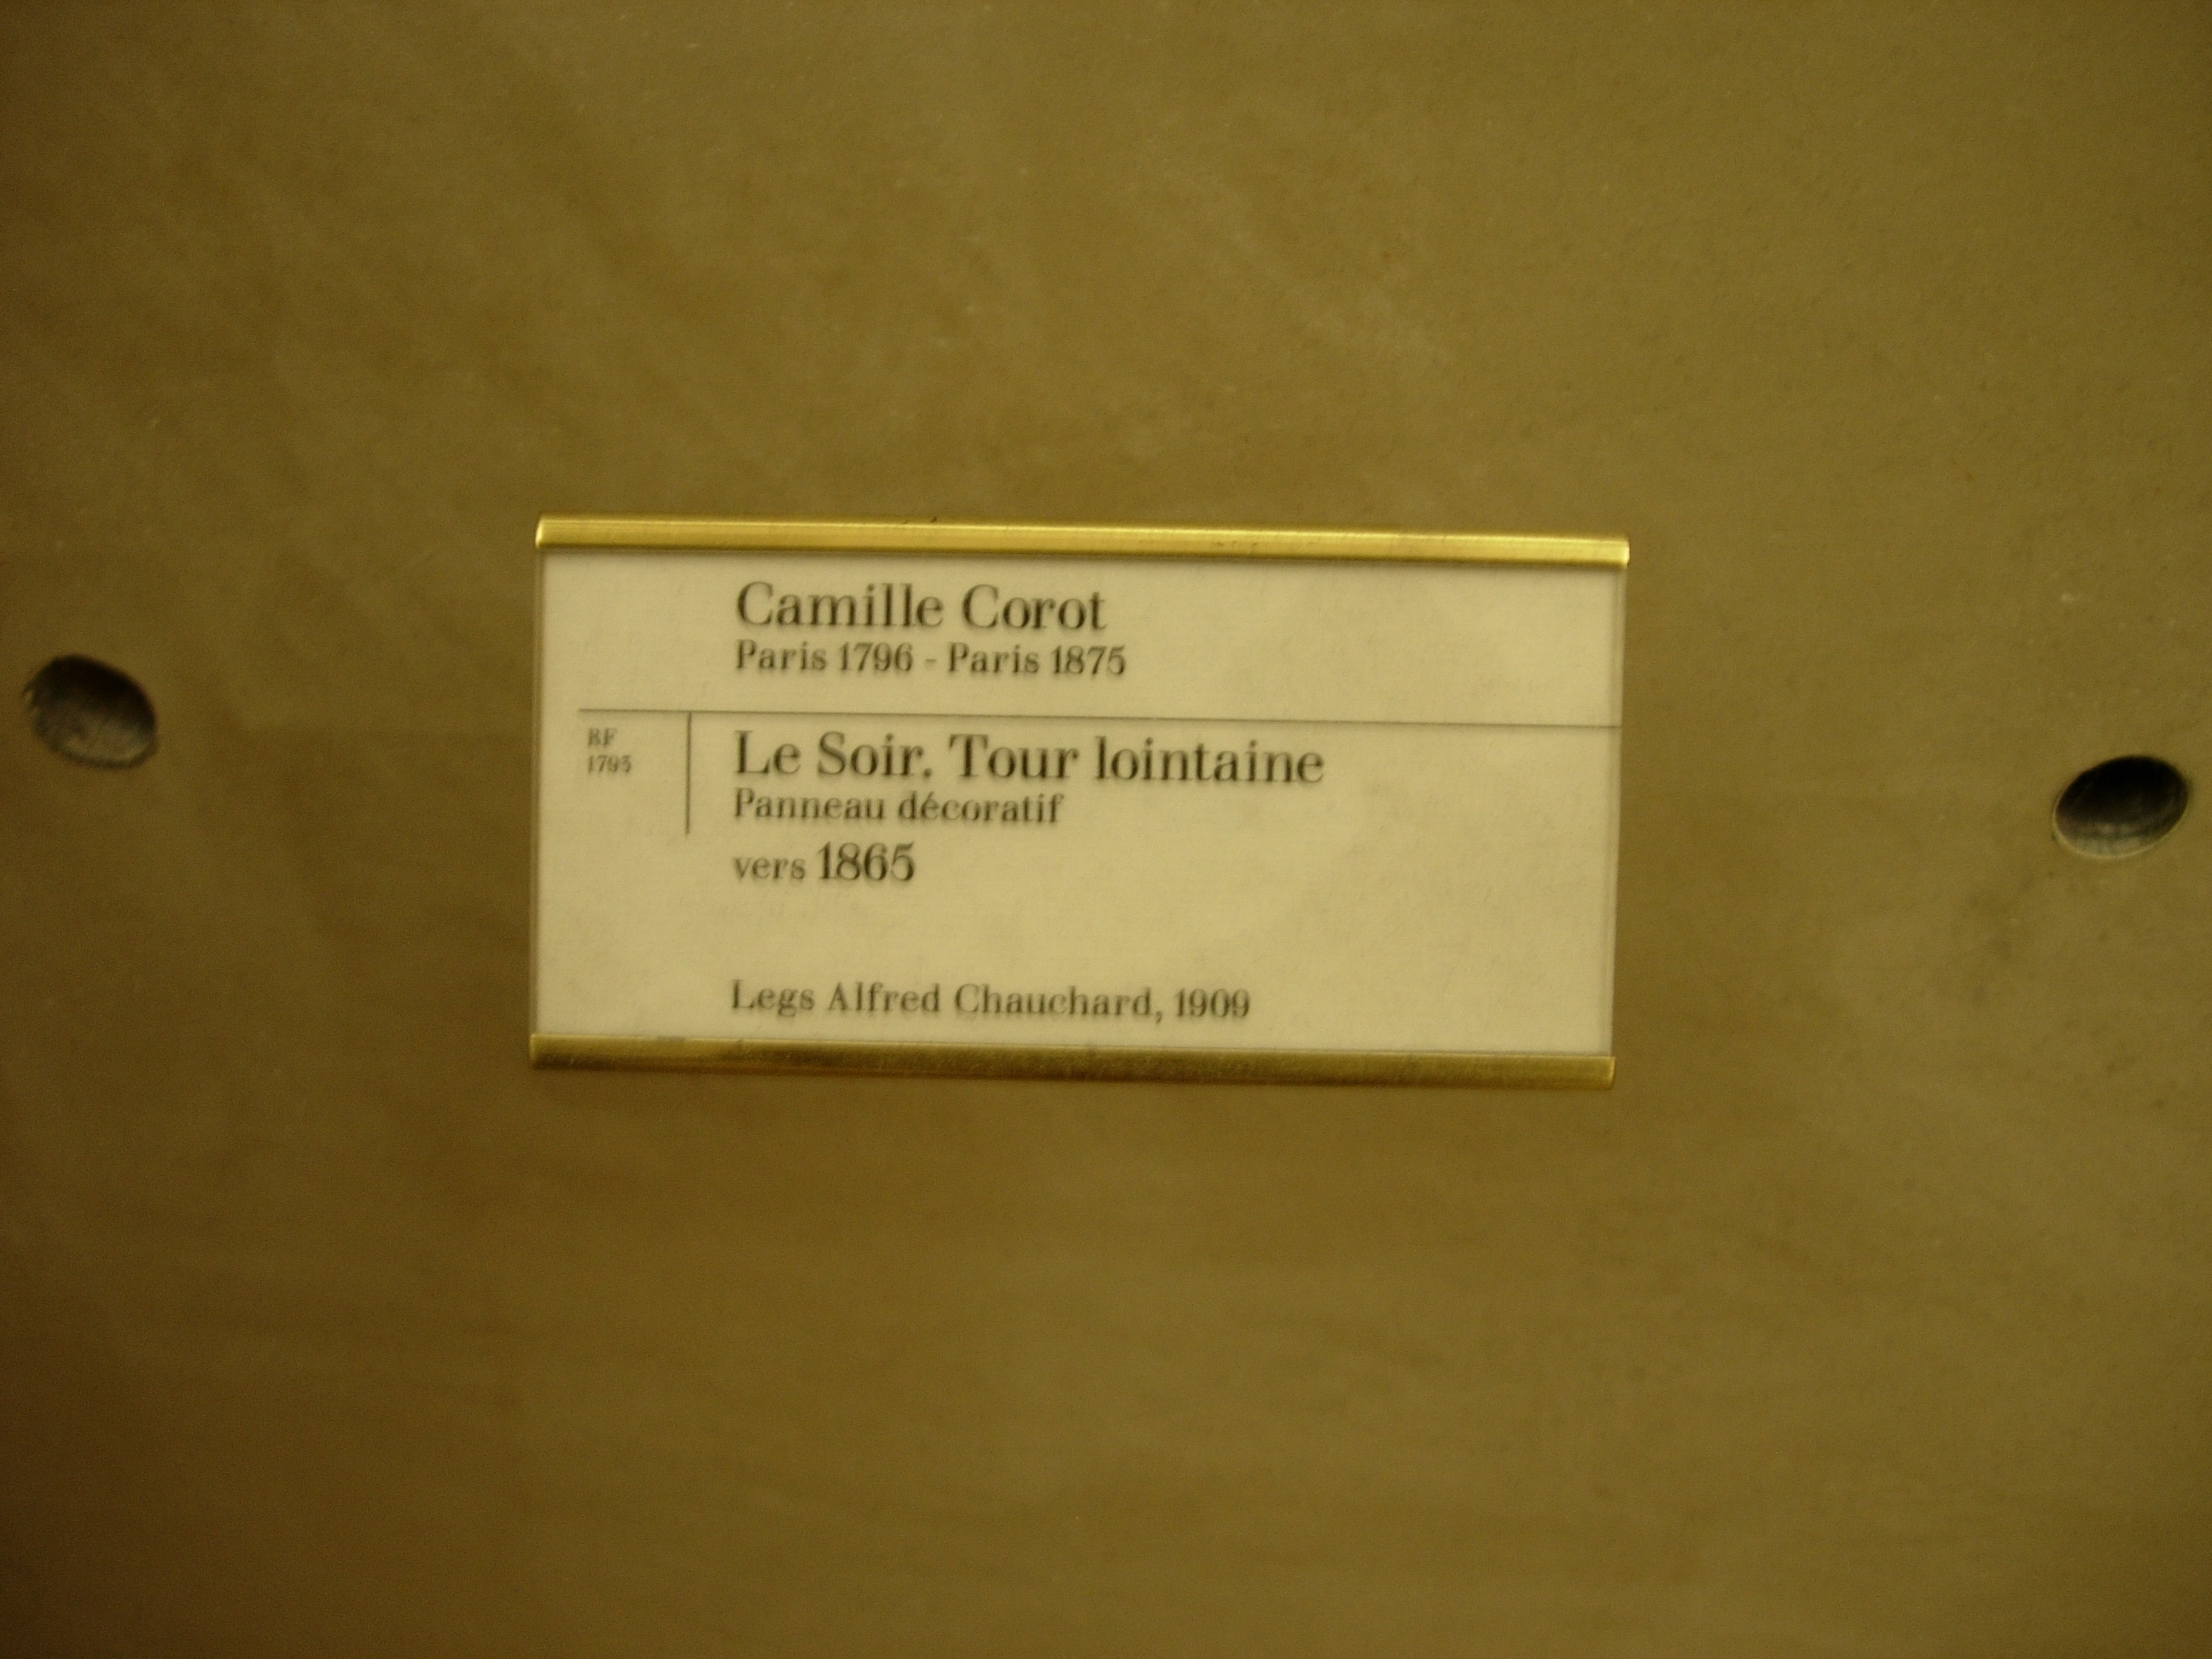 Camille Corot
Paris 1796 - Paris 1875
RF
1795
Le Soir. Tour lointaine
Panneau décoratif
vers 1865
Legs Alfred Chauchard, 1909